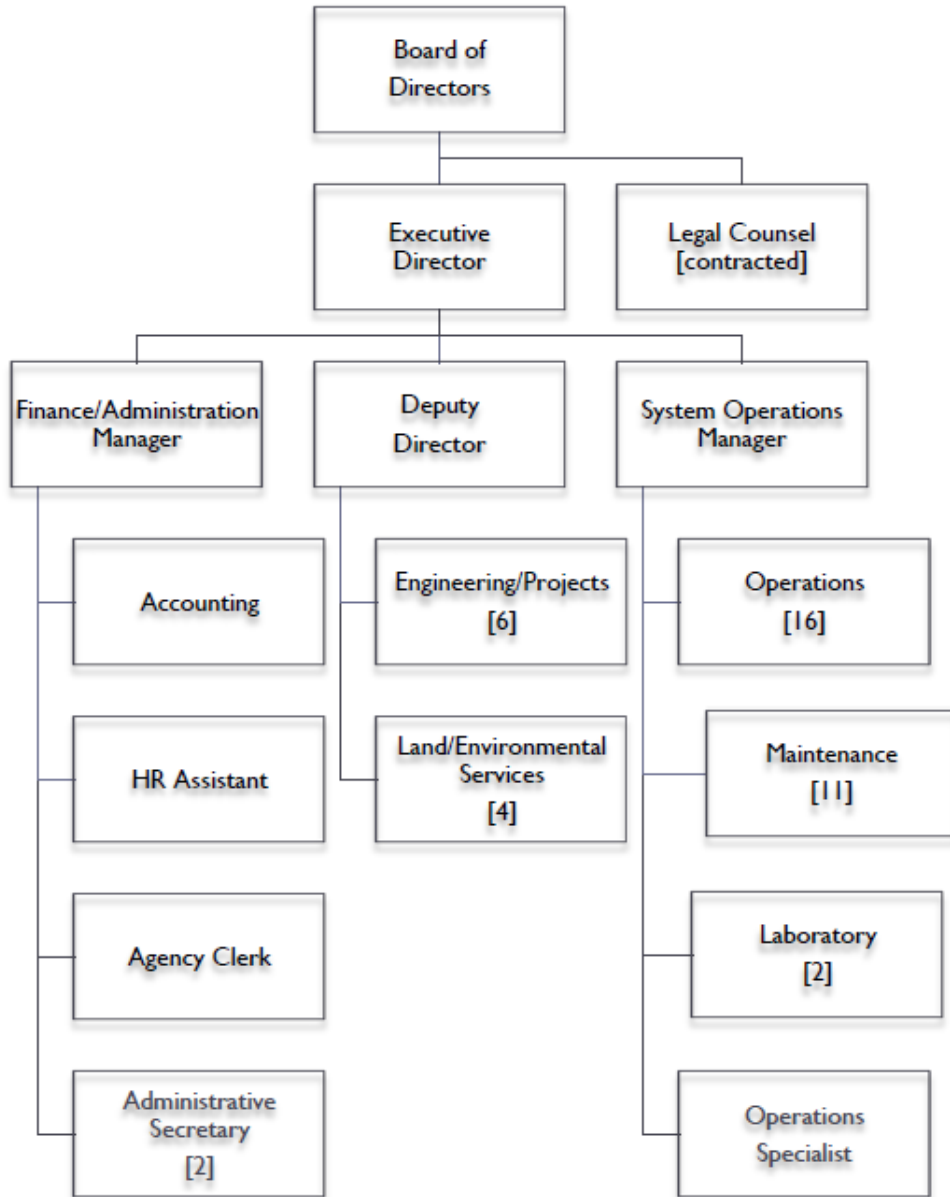 Board of
Directors
Executive
Director
Legal Counsel
[contracted]
Finance/Administration
Manager
Deputy
Director
System Operations
Manager
Accounting
Engineering/Projects
[6]
Operations
[16]
HR Assistant
Land/Environmental
Services
[4]
Maintenance
[11]
Agency Clerk
Laboratory
[2]
Administrative
Secretary
[2]
Operations
Specialist